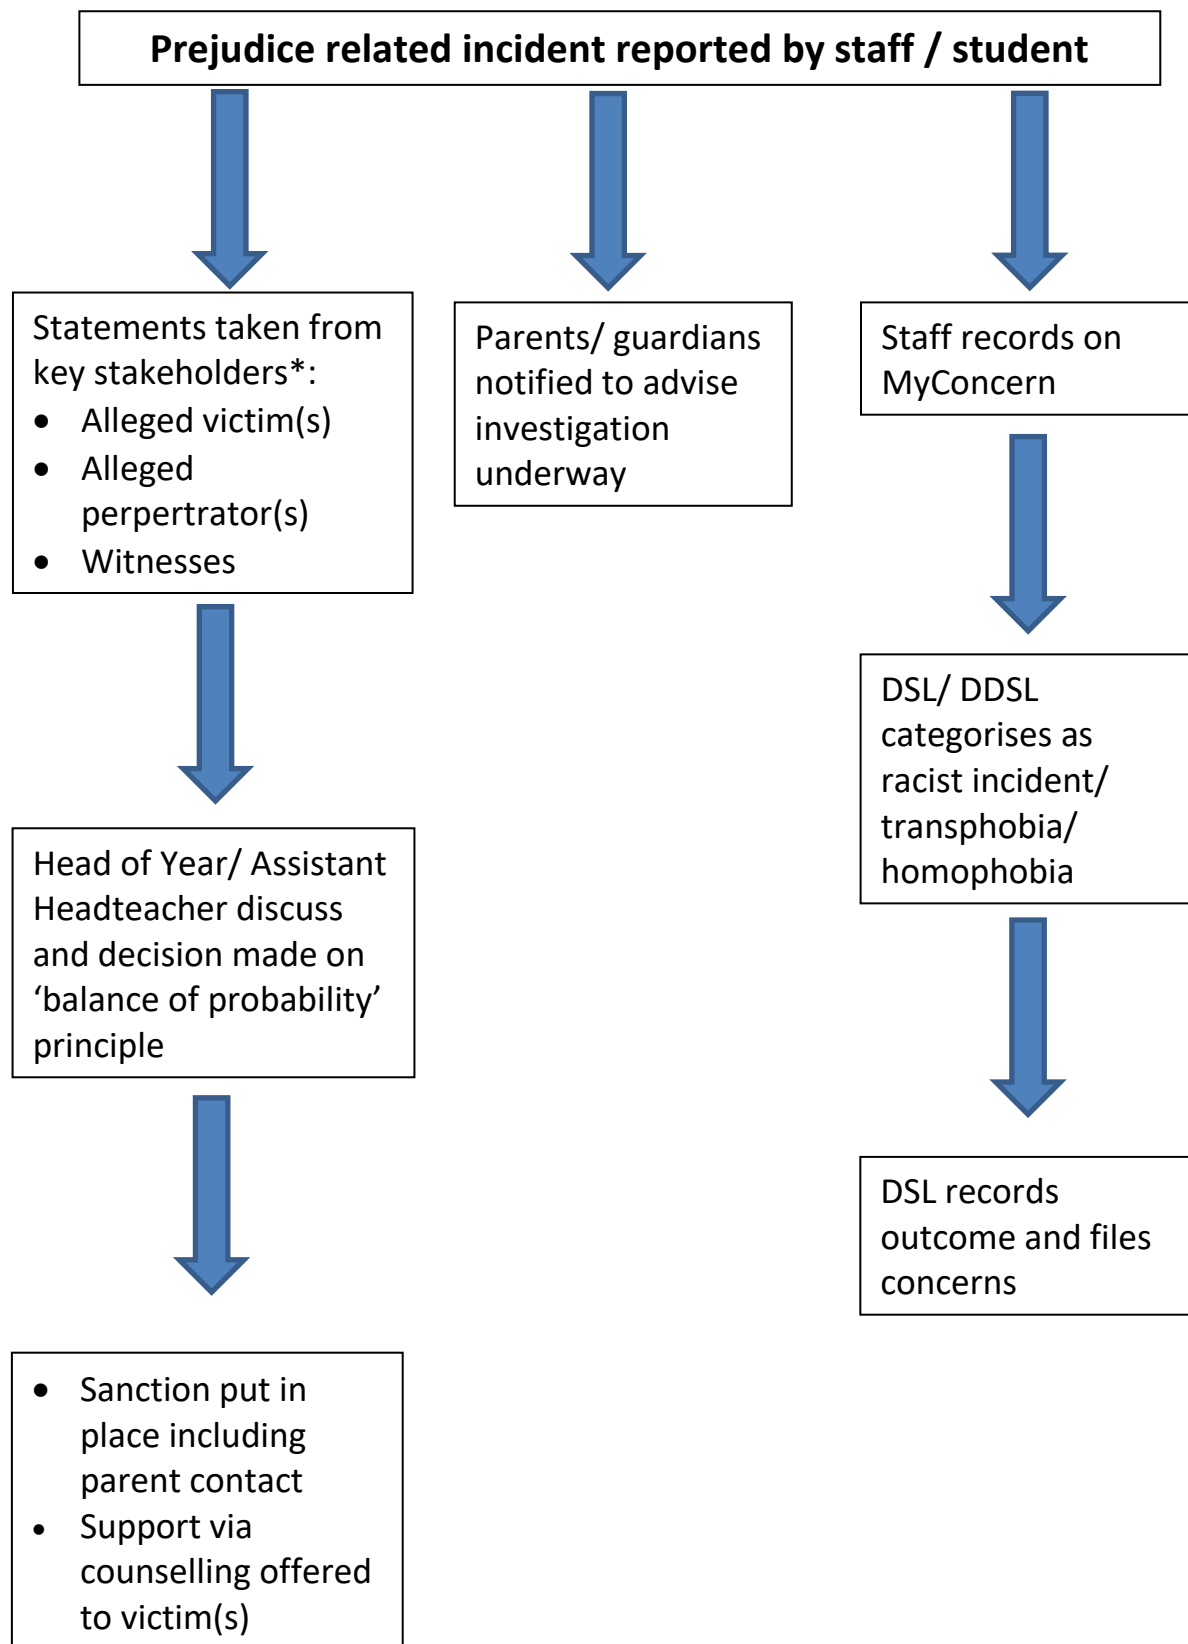 Prejudice related incident reported by staff / student
Statements taken from
key stakeholders*:
• Alleged victim(s)
• Alleged
perpertrator(s)
• Witnesses
Parents/ guardians
notified to advise
investigation
underway
Staff records on
MyConcern
DSL/ DDSL
categorises as
racist incident/
transphobia/
homophobia
Head of Year/ Assistant
Headteacher discuss
and decision made on
‘balance of probability’
principle
DSL records
outcome and files
concerns
• Sanction put in
place including
parent contact
• Support via
counselling offered
to victim(s)